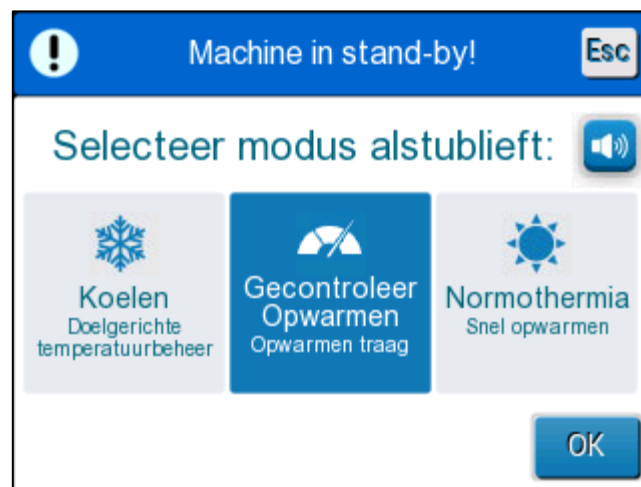 Machine in stand-by!
Esc
Selecteer modus alstublieft:
Koelen
Doelgerichte
temperatuurbeheer
Gecontroleer
Opwarmen
Opwarmen traag
Normothermia
Snel opwarmen
OK